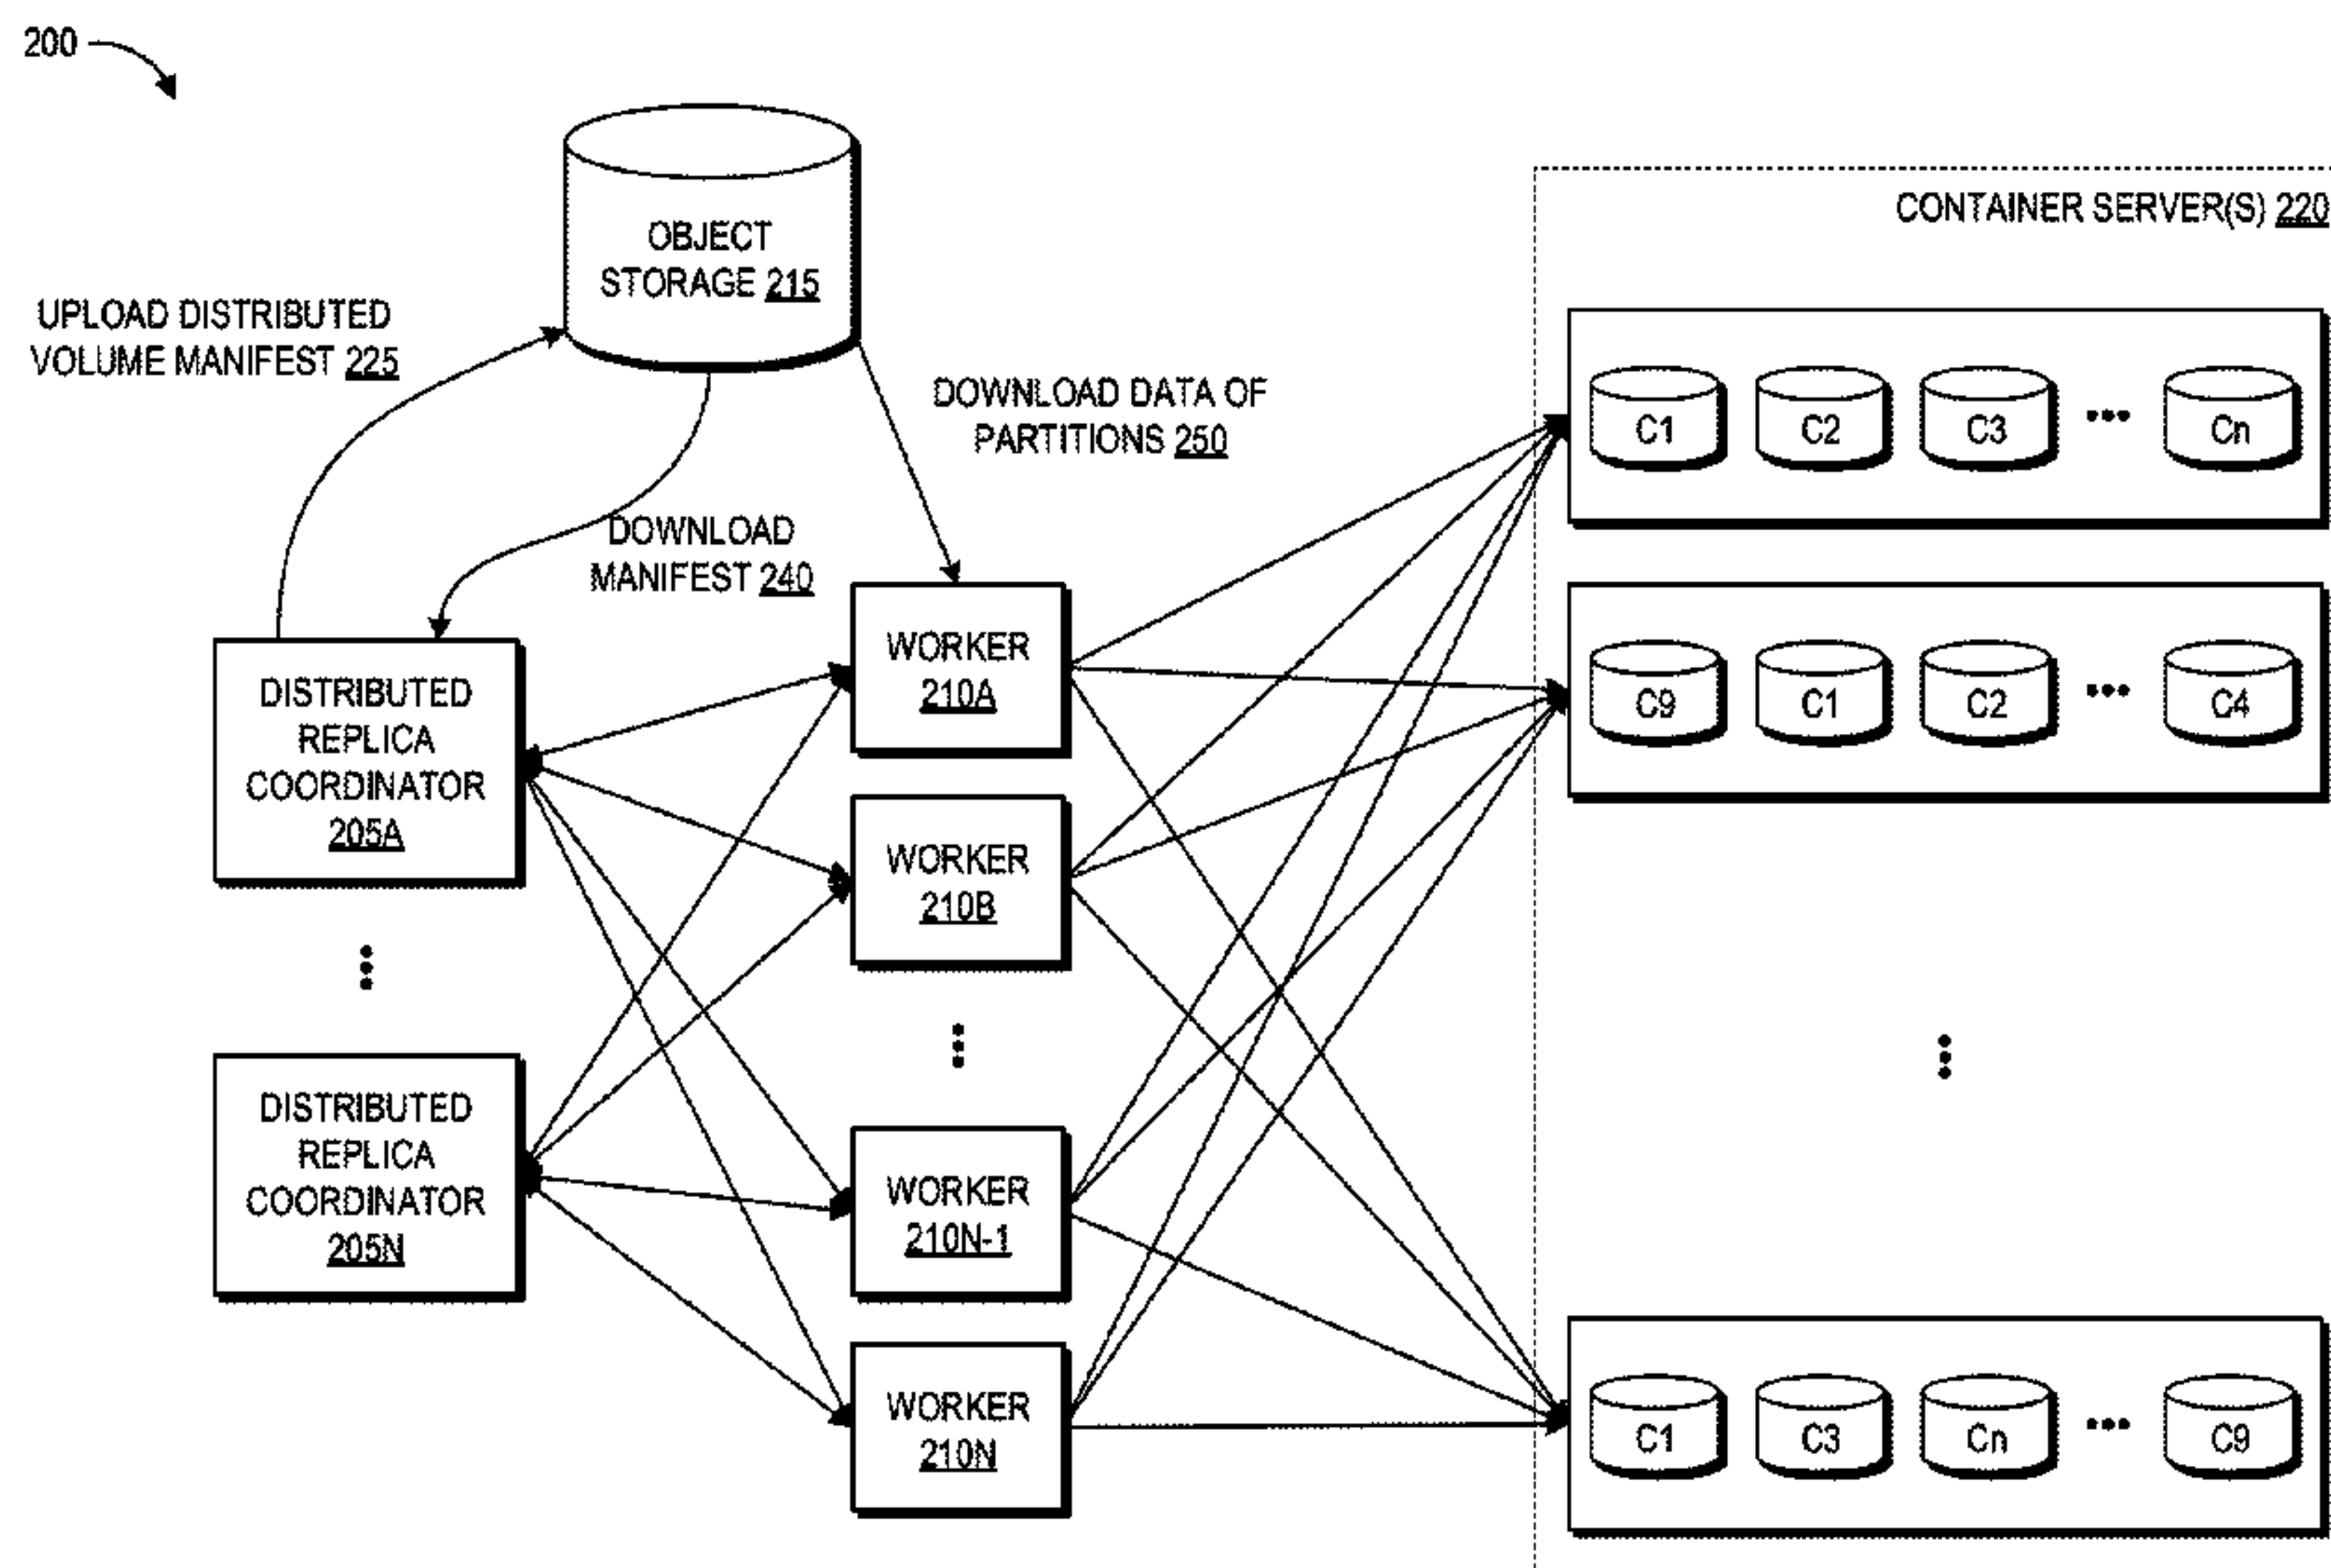 200
OBJECT
STORAGE 215
CONTAINER SERVER(S) 220
UPLOAD DISTRIBUTED
VOLUME MANIFEST 225
DOWNLOAD DATA OF
PARTITIONS 250
DOWNLOAD
MANIFEST 240
C1 C2 C3 ••• Cn
DISTRIBUTED
REPLICA
COORDINATOR
205A
WORKER
210A
C9 C1 C2 ••• C4
WORKER
210B
DISTRIBUTED
REPLICA
COORDINATOR
205N
WORKER
210N-1
WORKER
210N
C1 C3 Cn ••• C9